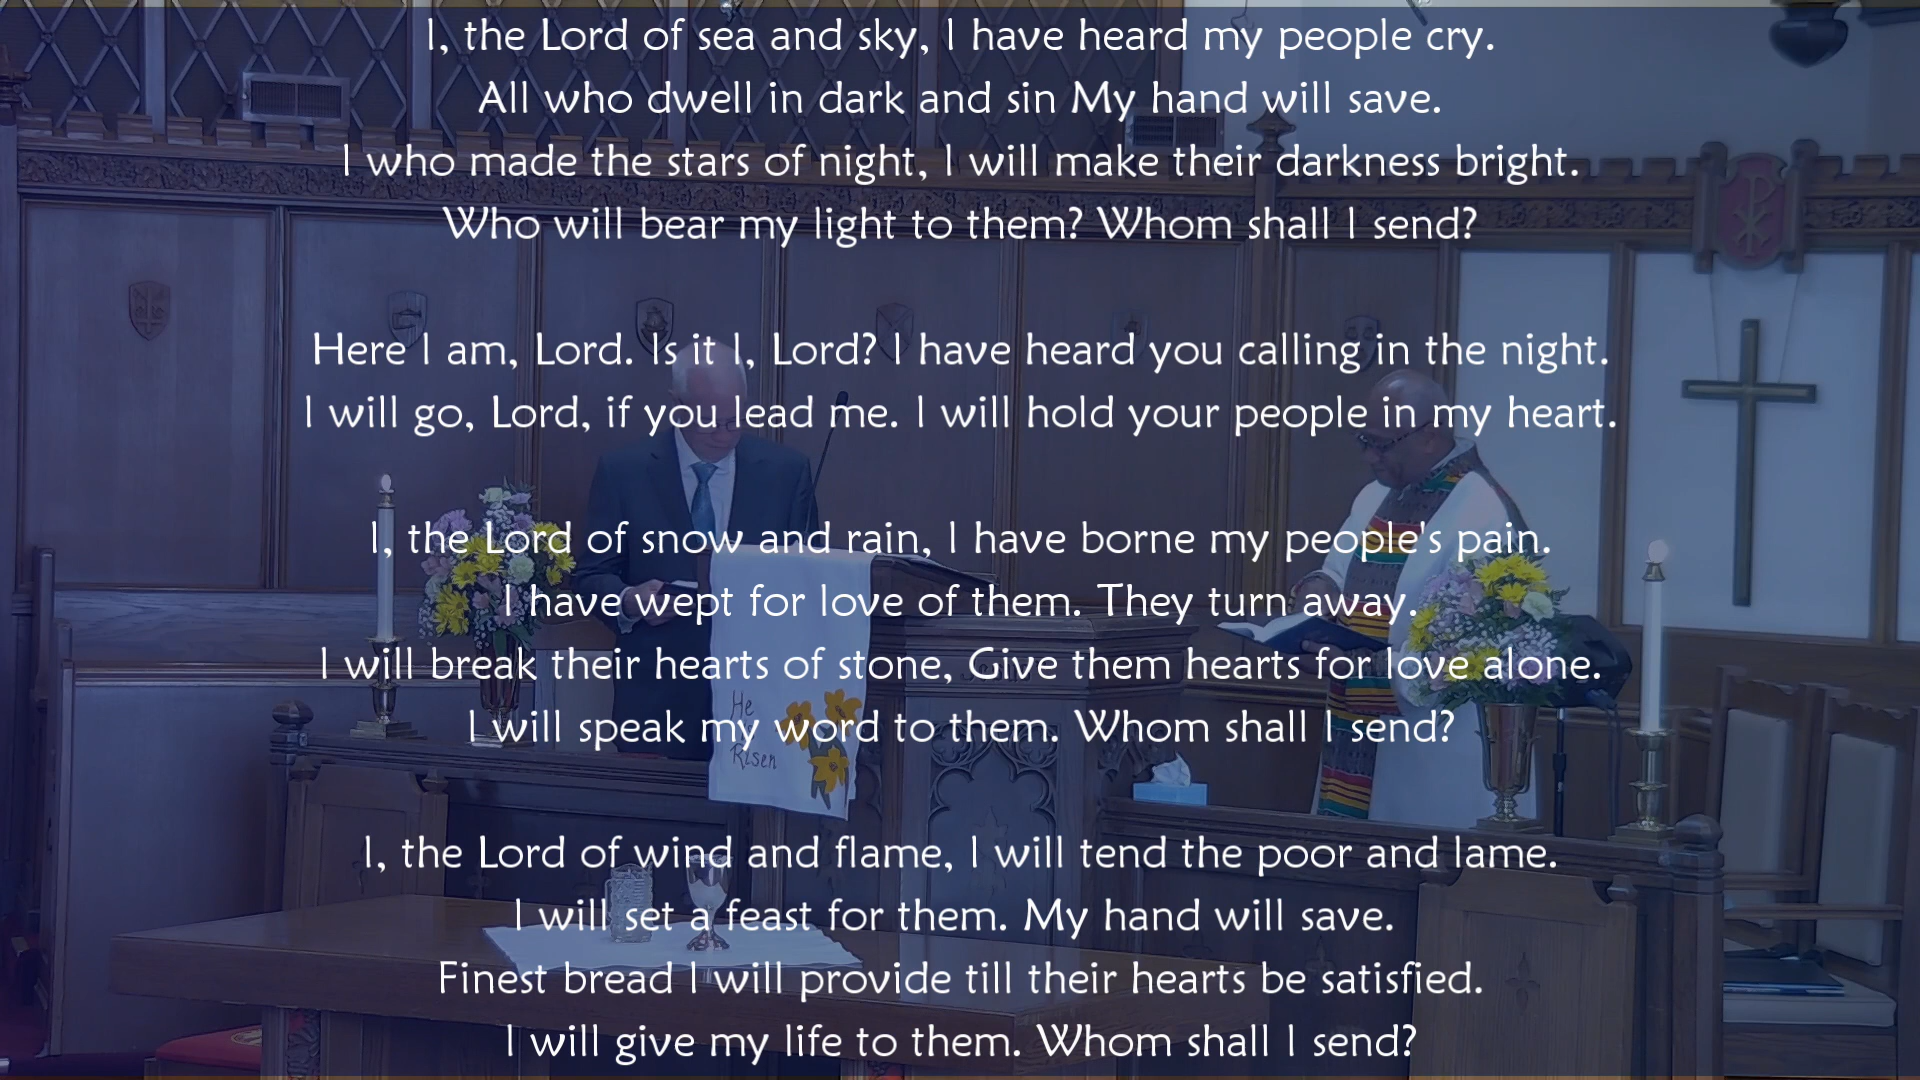 I, the Lord of sea and sky, I have heard my people cry.
All who dwell in dark and sin My hand will save.
I who made the stars of night, I will make their darkness bright.
Who will bear my light to them? Whom shall I send?
Here I am, Lord. Is it I, Lord? I have heard you calling in the night.
I will go, Lord, if you lead me. I will hold your people in my heart.
I, the Lord of snow and rain, I have borne my people's pain.
I have wept for love of them. They turn away.
I will break their hearts of stone, Give them hearts for love alone.
I will speak my word to them. Whom shall I send?
He
Risen
I, the Lord of wind and flame, I will tend the poor and lame.
I will set a feast for them. My hand will save.
Finest bread I will provide till their hearts be satisfied.
I will give my life to them. Whom shall I send?